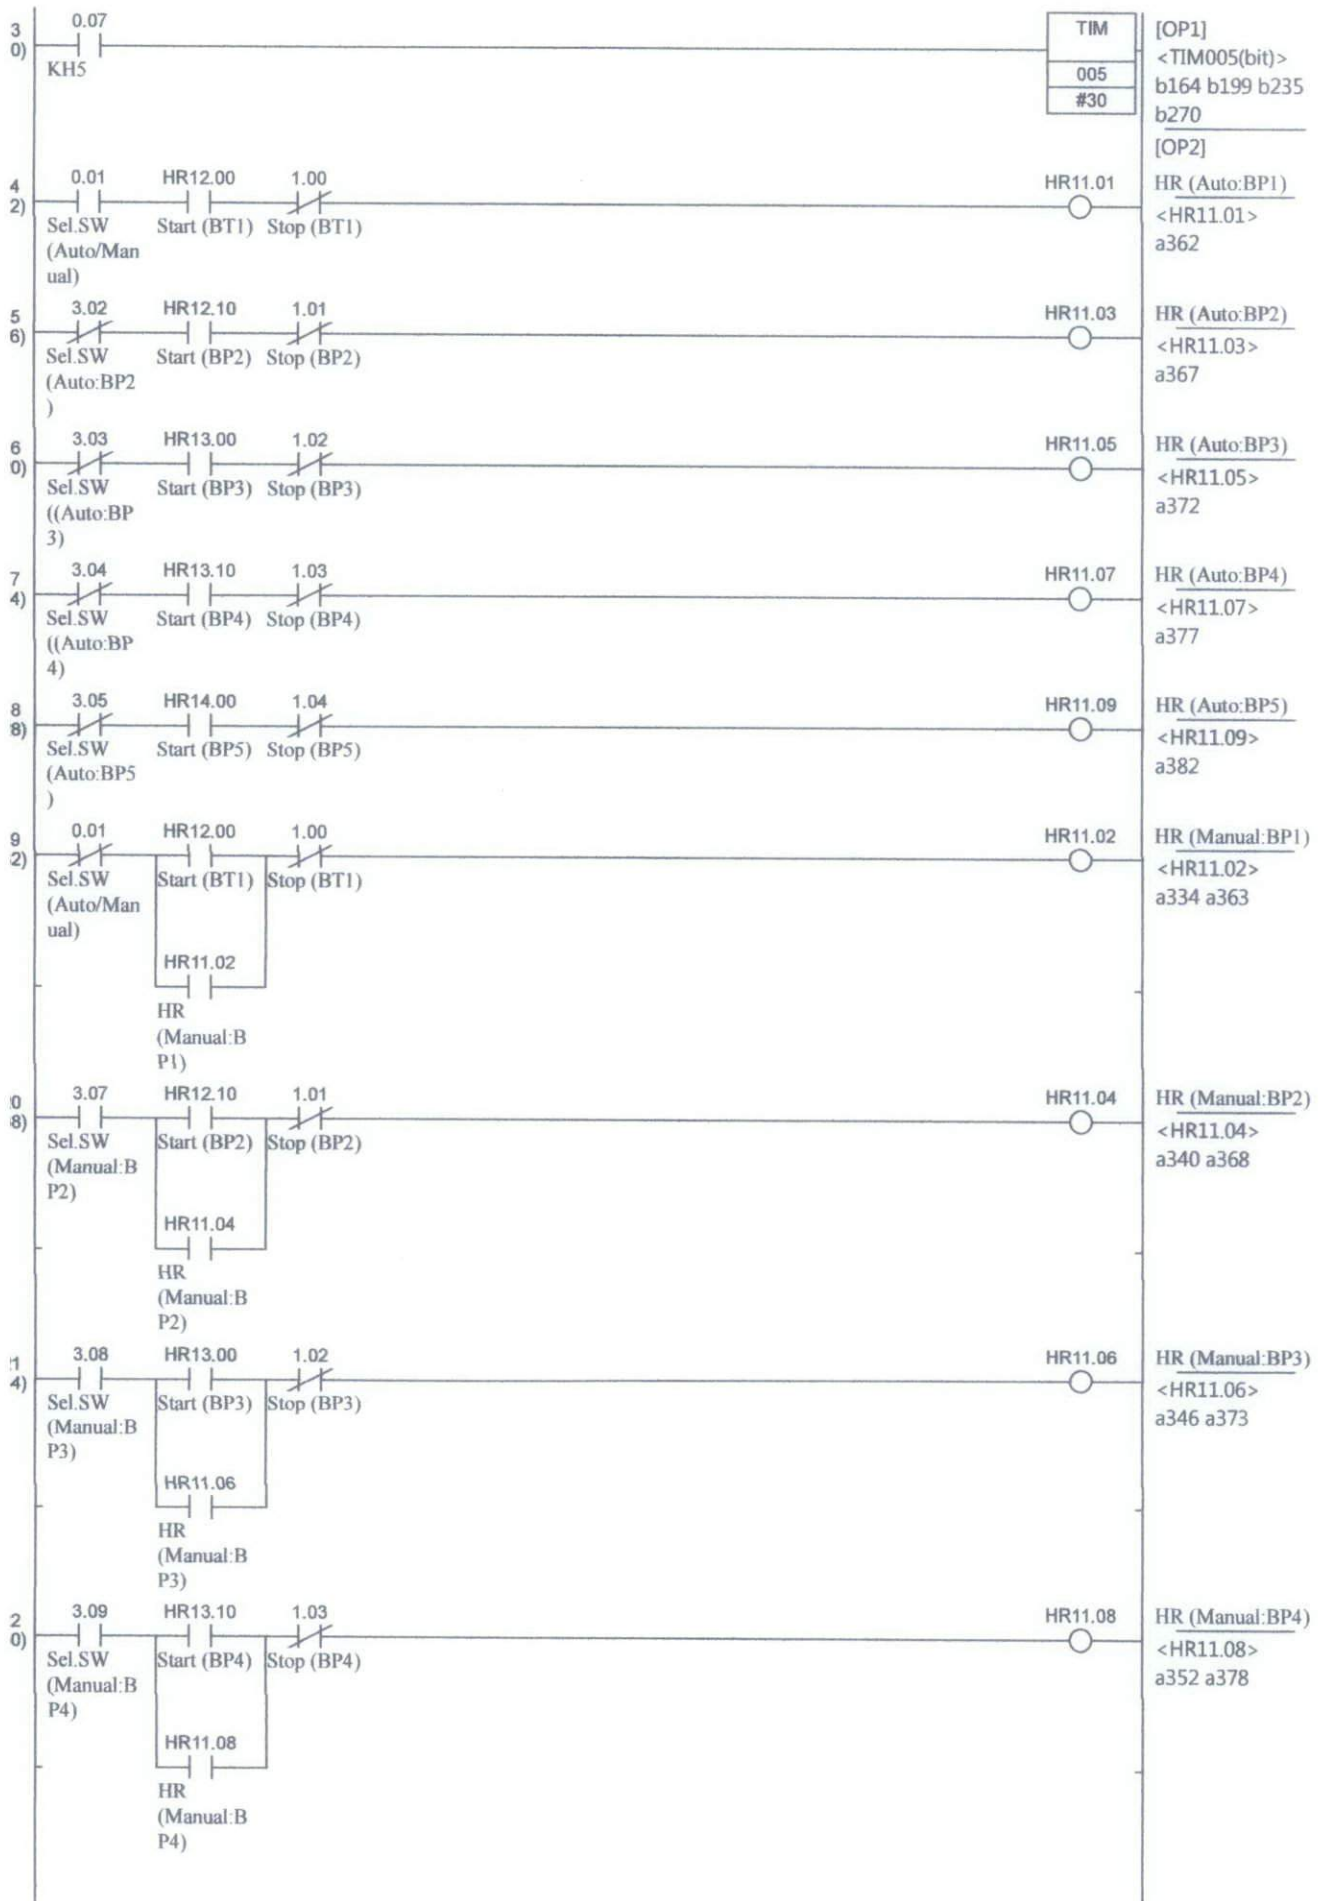 3
0)
0.07
KH5
TIM
005
#30
[OP1]
<TIM005(bit)>
b164 b199 b235
b270
[OP2]
4
2)
0.01
HR12.00
1.00
HR11.01
HR (Auto:BP1)
Sel.SW
(Auto/Man
ual)
Start (BT1)
Stop (BT1)
<HR11.01>
a362
5
6)
3.02
HR12.10
1.01
HR11.03
HR (Auto:BP2)
Sel.SW
(Auto:BP2
)
Start (BP2)
Stop (BP2)
<HR11.03>
a367
6
0)
3.03
HR13.00
1.02
HR11.05
HR (Auto:BP3)
Sel.SW
((Auto:BP
3)
Start (BP3)
Stop (BP3)
<HR11.05>
a372
7
4)
3.04
HR13.10
1.03
HR11.07
HR (Auto:BP4)
Sel.SW
((Auto:BP
4)
Start (BP4)
Stop (BP4)
<HR11.07>
a377
8
8)
3.05
HR14.00
1.04
HR11.09
HR (Auto:BP5)
Sel.SW
(Auto:BP5
)
Start (BP5)
Stop (BP5)
<HR11.09>
a382
9
2)
0.01
HR12.00
1.00
HR11.02
HR (Manual:BP1)
Sel.SW
(Auto/Man
ual)
Start (BT1)
Stop (BT1)
<HR11.02>
a334 a363
HR11.02
HR
(Manual:B
P1)
0
8)
3.07
HR12.10
1.01
HR11.04
HR (Manual:BP2)
Sel.SW
(Manual:B
P2)
Start (BP2)
Stop (BP2)
<HR11.04>
a340 a368
HR11.04
HR
(Manual:B
P2)
1
4)
3.08
HR13.00
1.02
HR11.06
HR (Manual:BP3)
Sel.SW
(Manual:B
P3)
Start (BP3)
Stop (BP3)
<HR11.06>
a346 a373
HR11.06
HR
(Manual:B
P3)
2
0)
3.09
HR13.10
1.03
HR11.08
HR (Manual:BP4)
Sel.SW
(Manual:B
P4)
Start (BP4)
Stop (BP4)
<HR11.08>
a352 a378
HR11.08
HR
(Manual:B
P4)